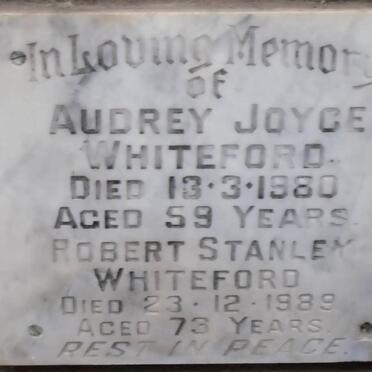 In Loving Memory
of
AUDREY JOYCE
WHITEFORD.
DIED 13·3·1980
AGED 59 YEARS.
ROBERT STANLEY
WHITEFORD
DIED 23·12·1989
AGED 73 YEARS.
REST IN PEACE.